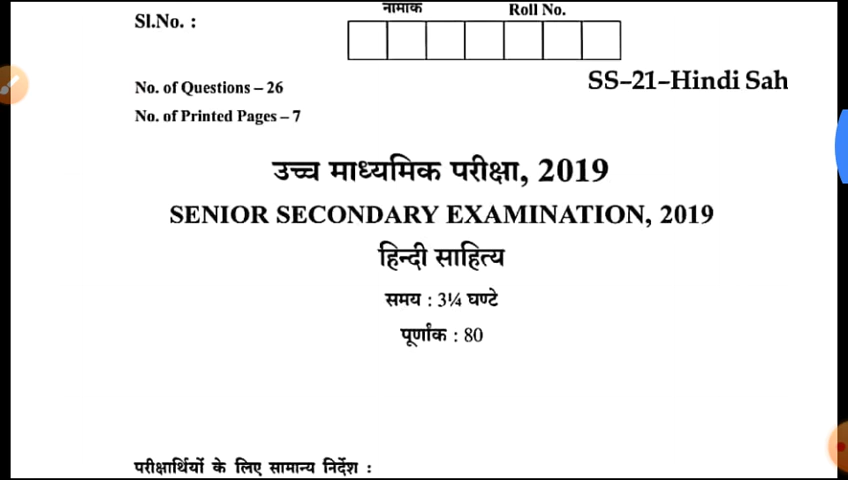 नामांक Roll No.
Sl.No. :
No. of Questions – 26
SS–21–Hindi Sah
No. of Printed Pages – 7
उच्च माध्यमिक परीक्षा, 2019
SENIOR SECONDARY EXAMINATION, 2019
हिन्दी साहित्य
समय : 3¼ घण्टे
पूर्णांक : 80
परीक्षार्थियों के लिए सामान्य निर्देश :